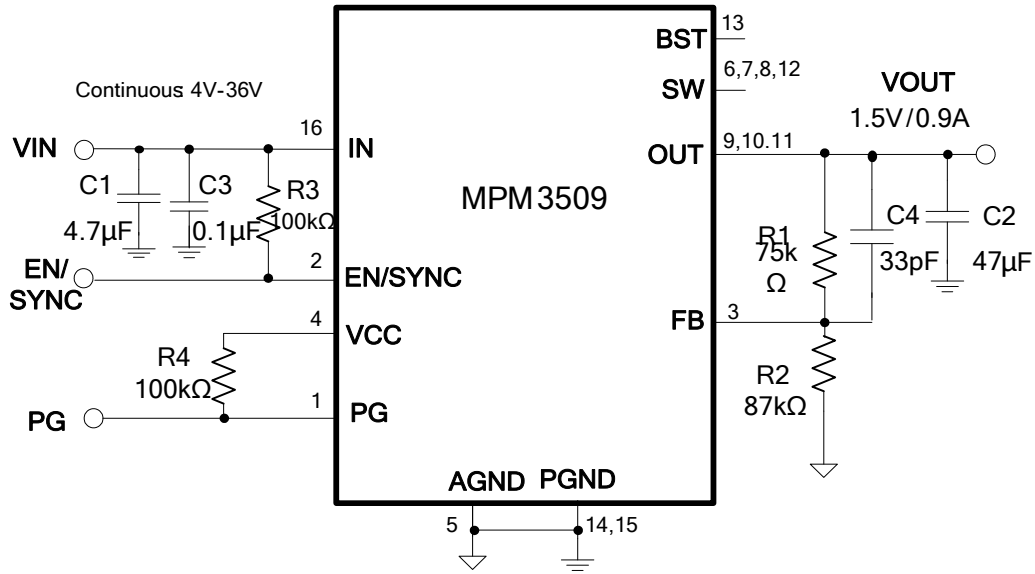 Continuous: 4V-36V
VIN
C1
4.7µF
C3
0.1µF
R3
100kΩ
EN/
SYNC
R4
100kΩ
PG
16
2
4
1
IN
EN/SYNC
VCC
PG
MPM3509
BST
SW
OUT
FB
AGND PGND
5
14,15
13
6,7,8,12
9,10.11
3
VOUT
1.5V/0.9A
R1
75k
Ω
C4
33pF
C2
47µF
R2
87kΩ